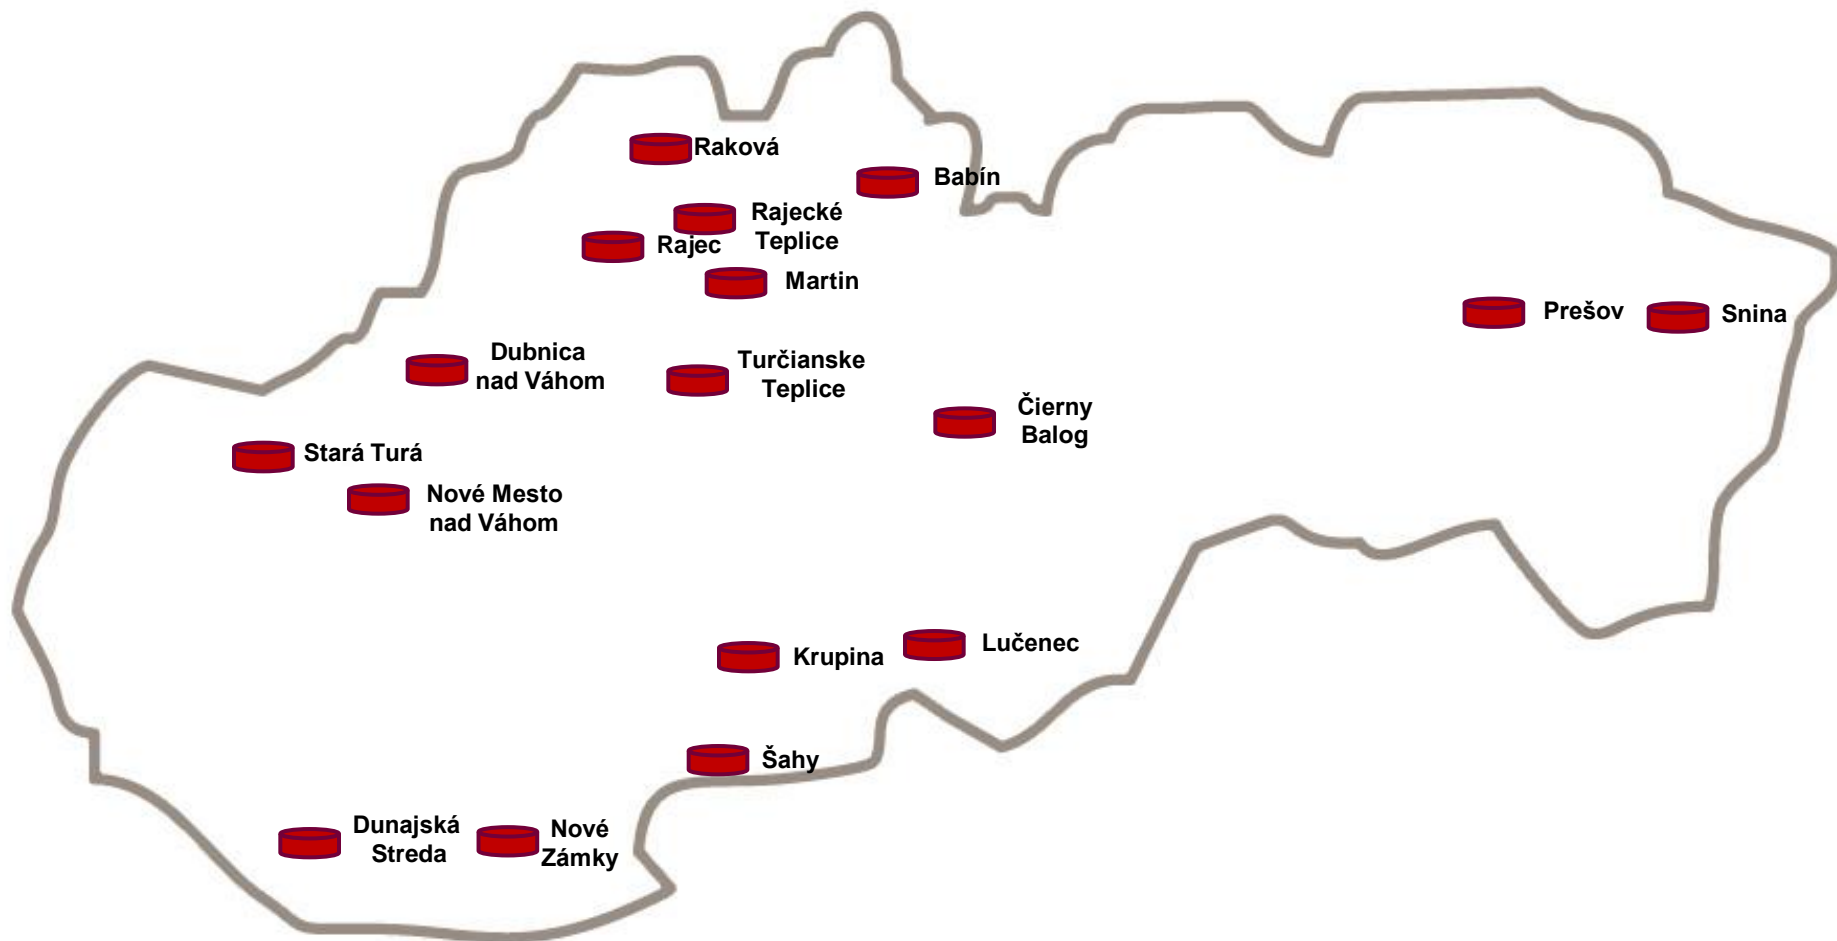 Raková
Babín
Rajecké
Teplice
Rajec
Martin
Prešov
Snina
Dubnica
nad Váhom
Turčianske
Teplice
Čierny
Balog
Stará Turá
Nové Mesto
nad Váhom
Krupina
Lučenec
Šahy
Dunajská
Streda
Nové
Zámky